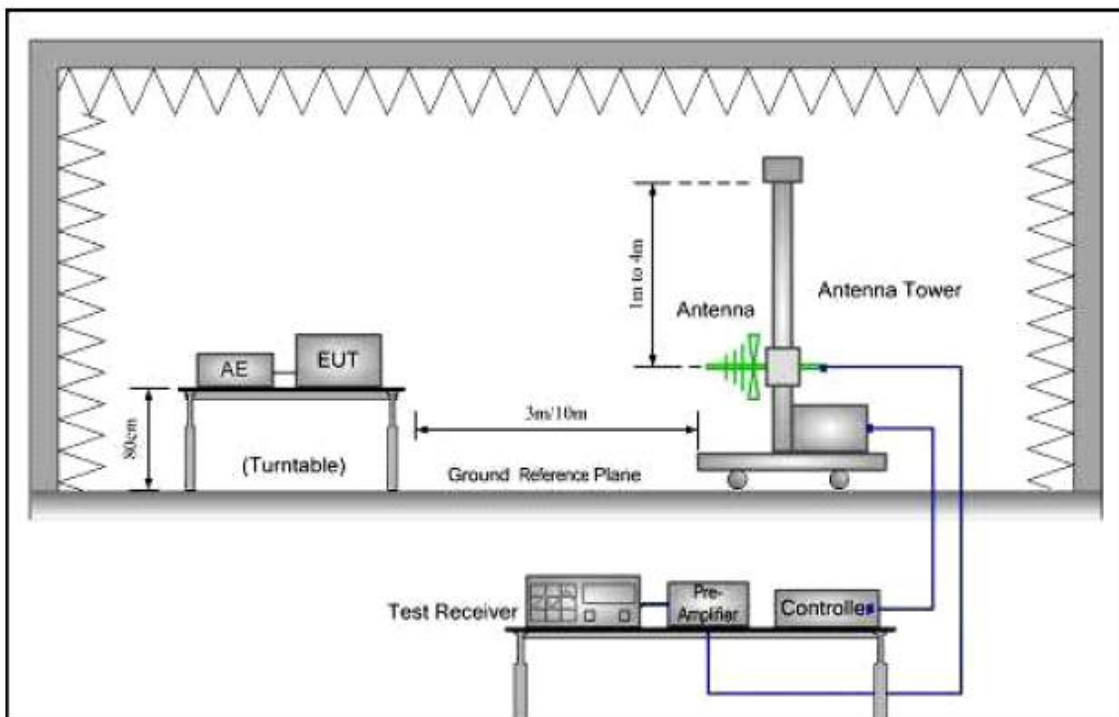 1m to 4m
Antenna
Antenna Tower
AE
EUT
80cm
3m/10m
(Turntable)
Ground Reference Plane
Test Receiver
Pre-
Amplifier
Controller